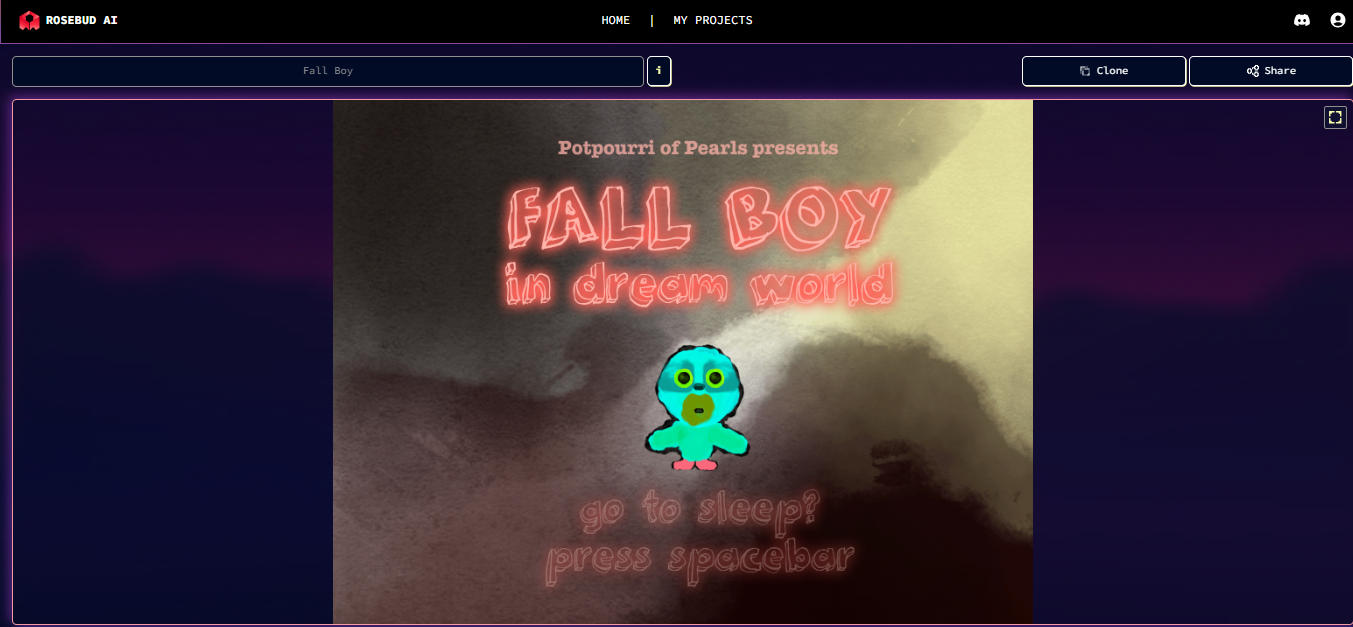 ROSEBUD AI
HOME | MY PROJECTS
Fall Boy
i
Clone
Share
Potpourri of Pearls presents
FALL BOY
in dream world
go to sleep?
press spacebar